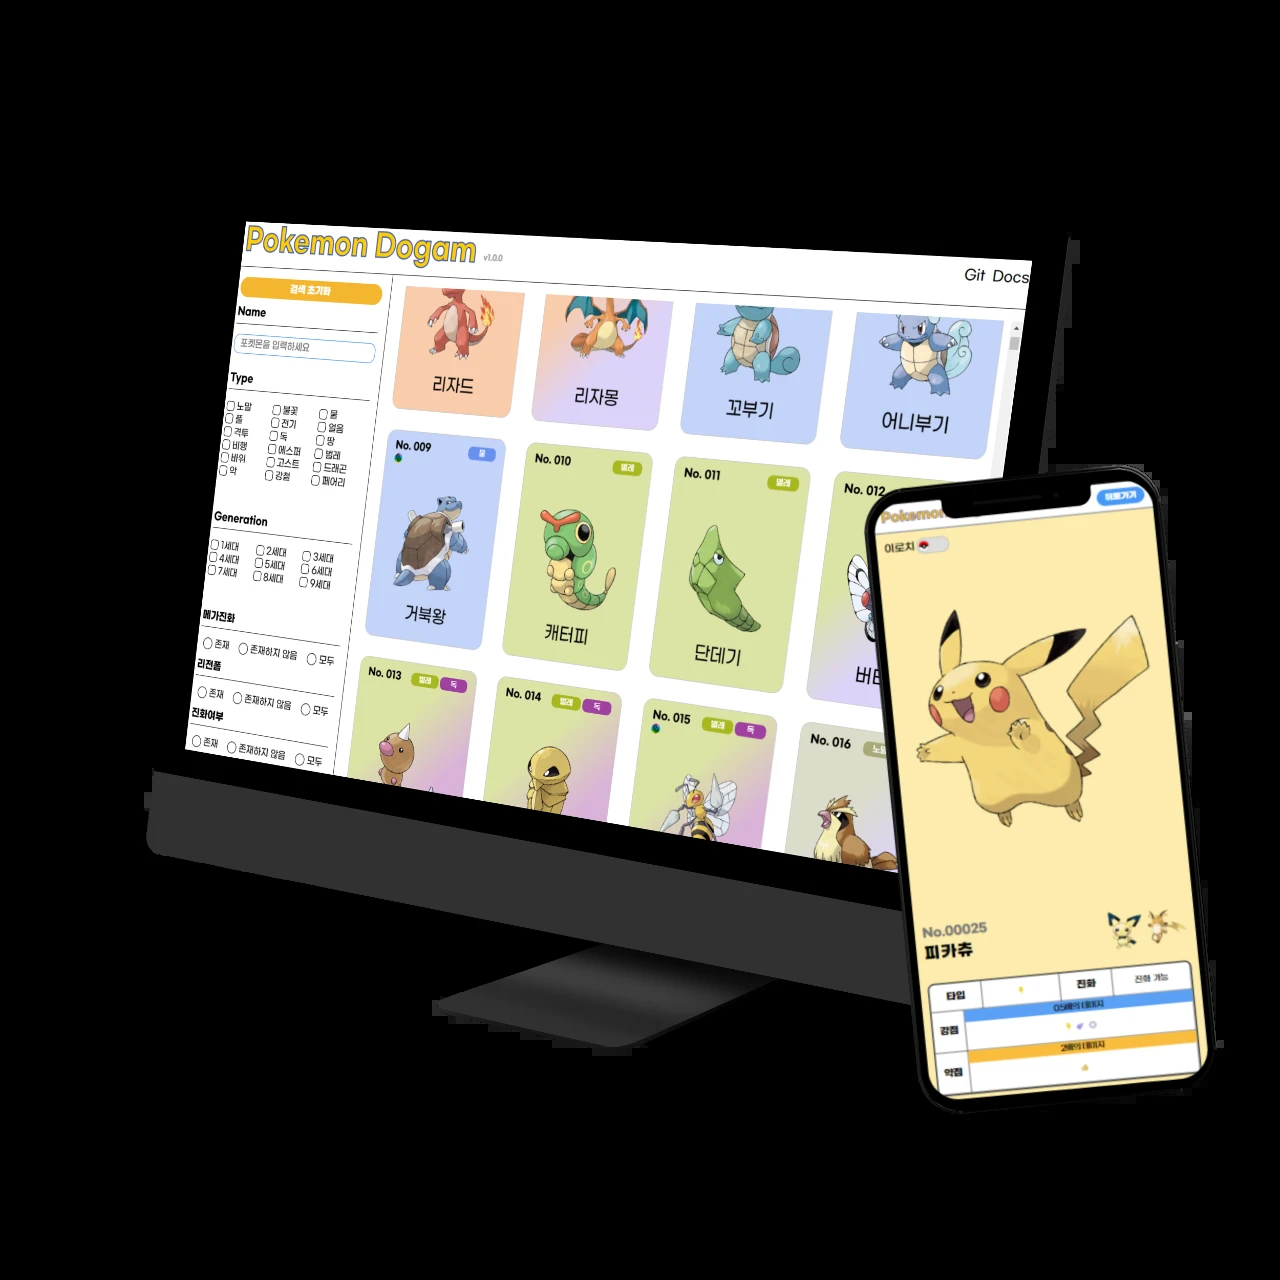 Pokemon Dogam v1.0.0
Git Docs
검색 초기화
Name
포켓몬을 입력하세요
Type
노말 불꽃 물
풀 전기 얼음
격투 독 땅
비행 에스퍼 벌레
바위 고스트 드래곤
악 강철 페어리
Generation
1세대 2세대 3세대
4세대 5세대 6세대
7세대 8세대 9세대
메가진화
존재 존재하지 않음 모두
리전폼
존재 존재하지 않음 모두
진화여부
존재 존재하지 않음 모두
리자드
리자몽
꼬부기
어니부기
No. 009 물
거북왕
No. 010 벌레
캐터피
No. 011 벌레
단데기
No. 012
No. 013 벌레 독
No. 014 벌레 독
No. 015 벌레 독
No. 016
Pokemon
뒤로가기
이로치
No.00025
피카츄
타입 진화 진화 가능
0.5배의 데미지
강점
2배의 데미지
약점